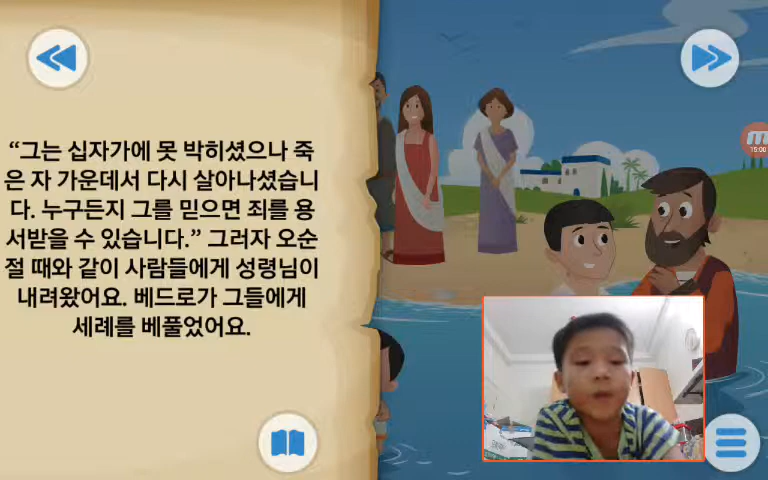 “그는 십자가에 못 박히셨으나 죽
은 자 가운데서 다시 살아나셨습니
다. 누구든지 그를 믿으면 죄를 용
서받을 수 있습니다.” 그러자 오순
절 때와 같이 사람들에게 성령님이
내려왔어요. 베드로가 그들에게
세례를 베풀었어요.
15:06